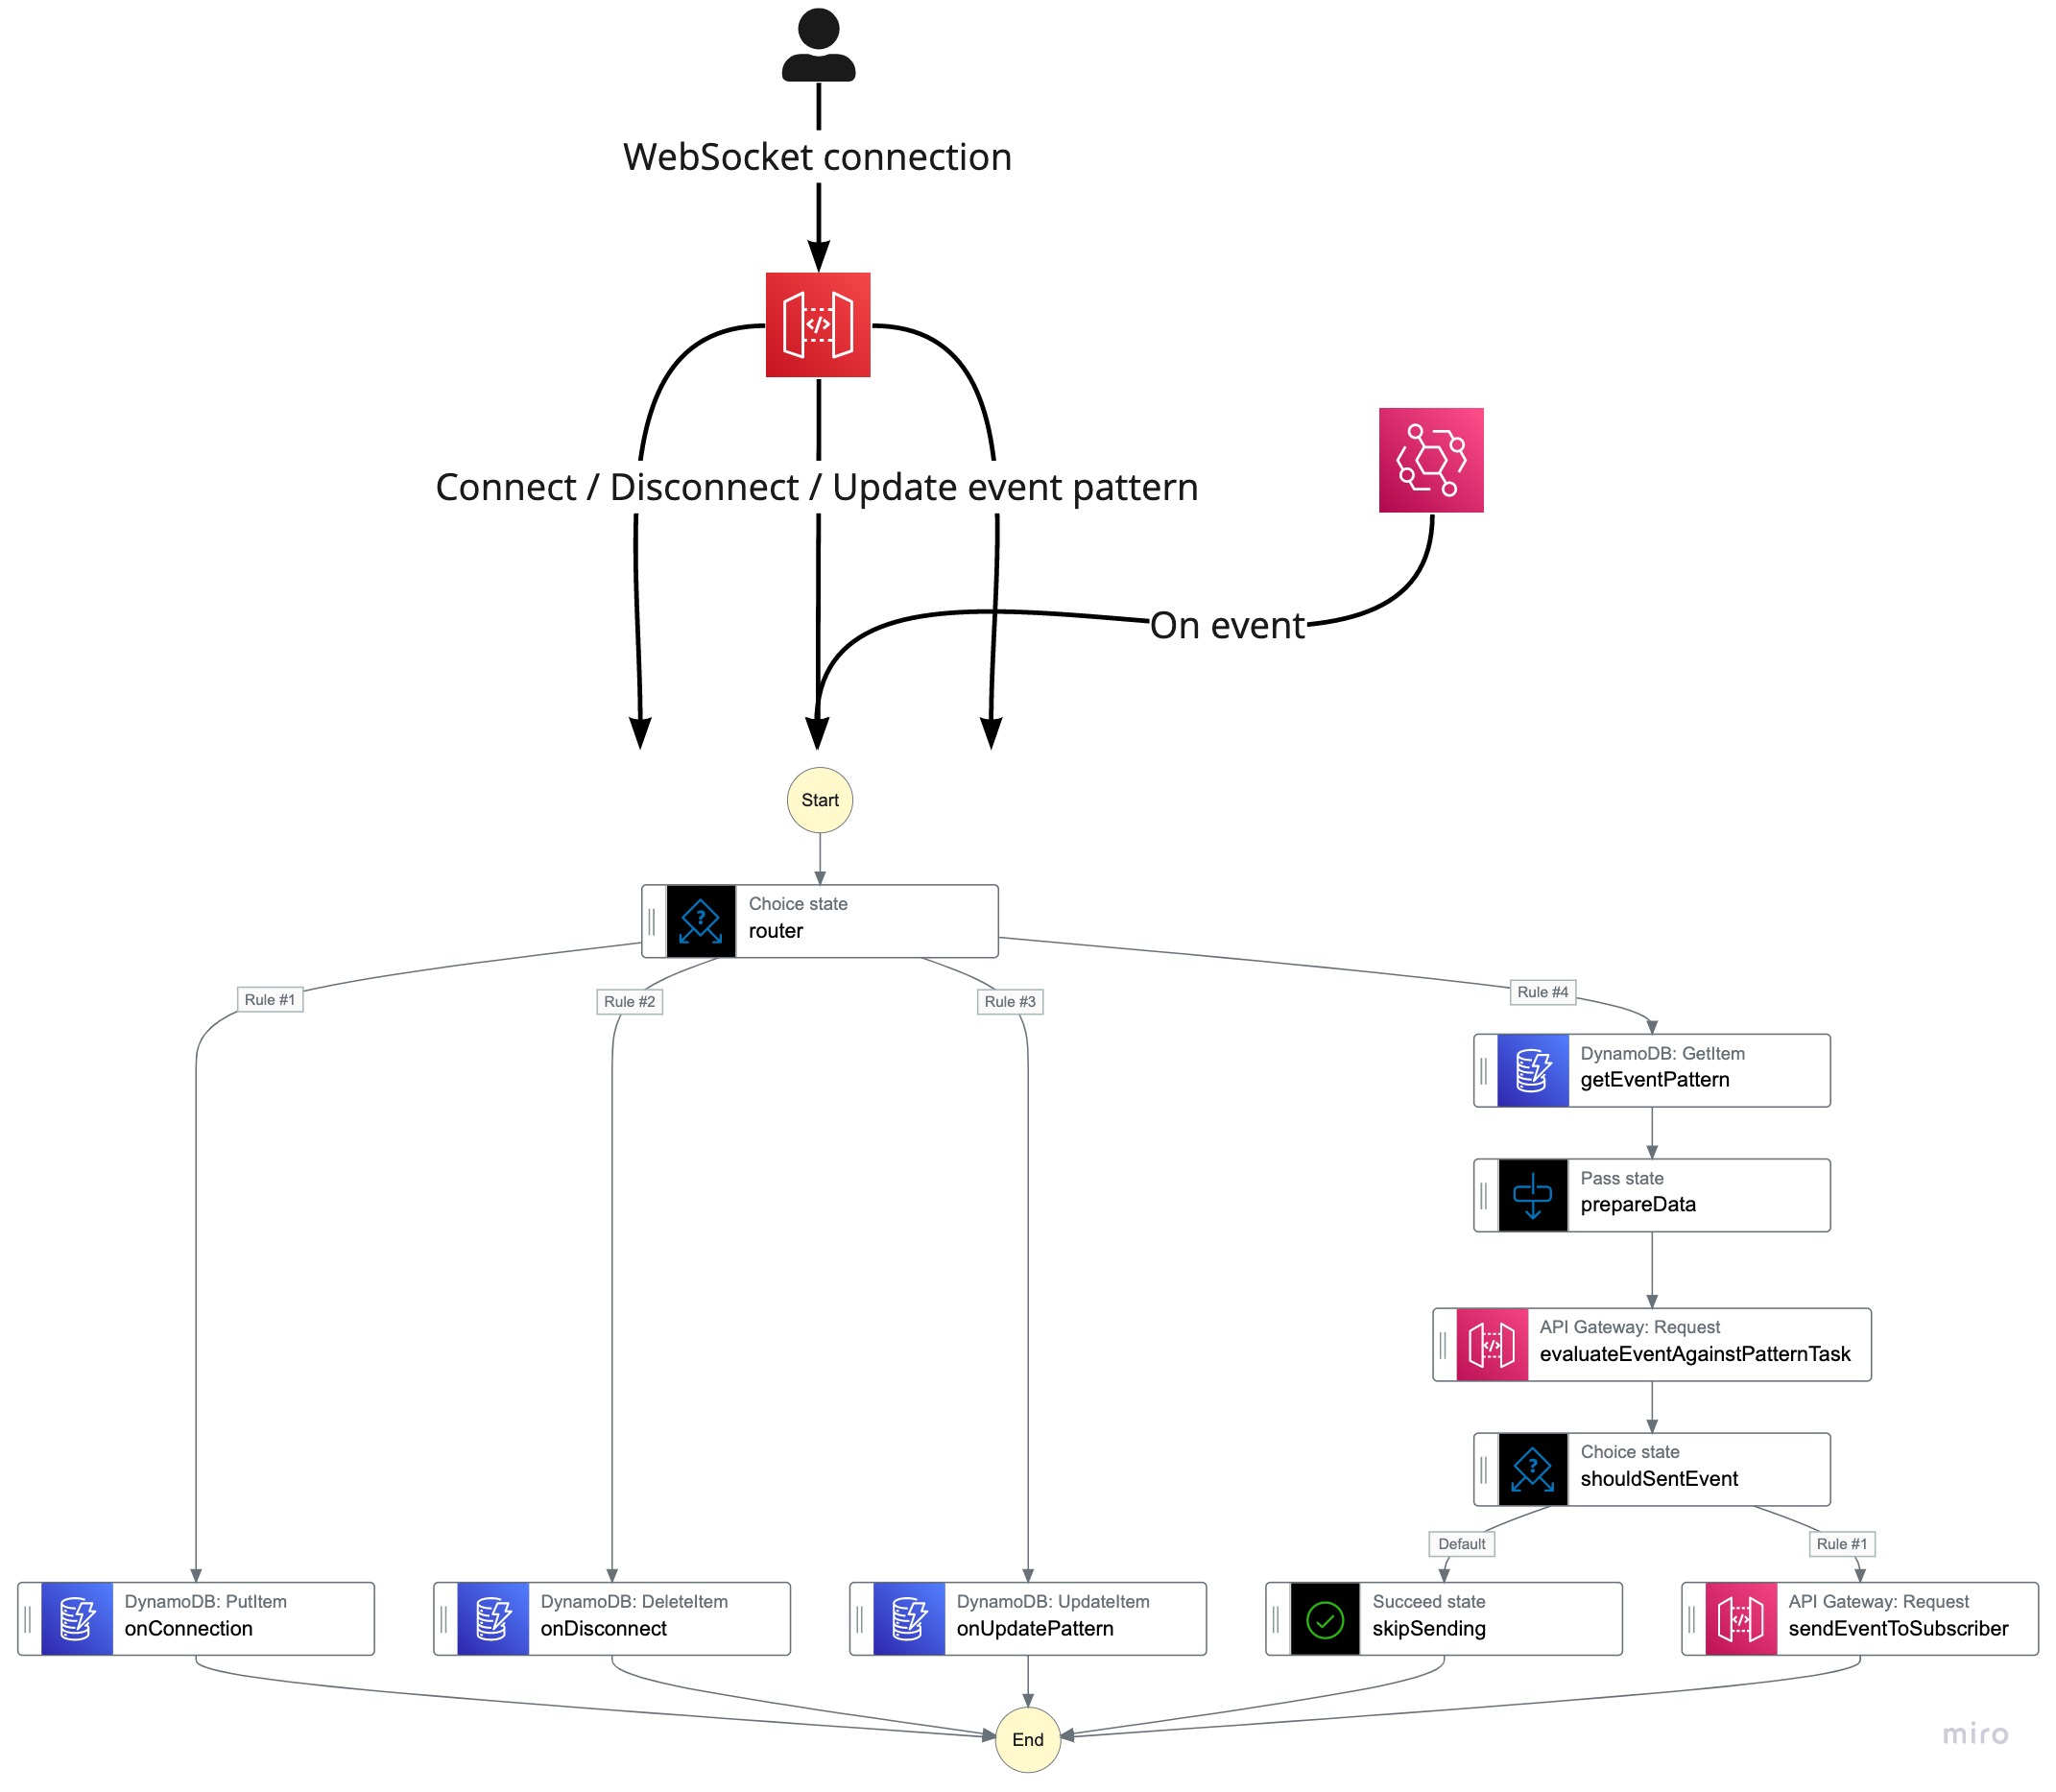 WebSocket connection
Connect / Disconnect / Update event pattern
On event
Start
Choice state
router
Rule #1
Rule #2
Rule #3
Rule #4
DynamoDB: GetItem
getEventPattern
Pass state
prepareData
API Gateway: Request
evaluateEventAgainstPatternTask
Choice state
shouldSentEvent
Default
Rule #1
DynamoDB: PutItem
onConnection
DynamoDB: DeleteItem
onDisconnect
DynamoDB: UpdateItem
onUpdatePattern
Succeed state
skipSending
API Gateway: Request
sendEventToSubscriber
End
miro